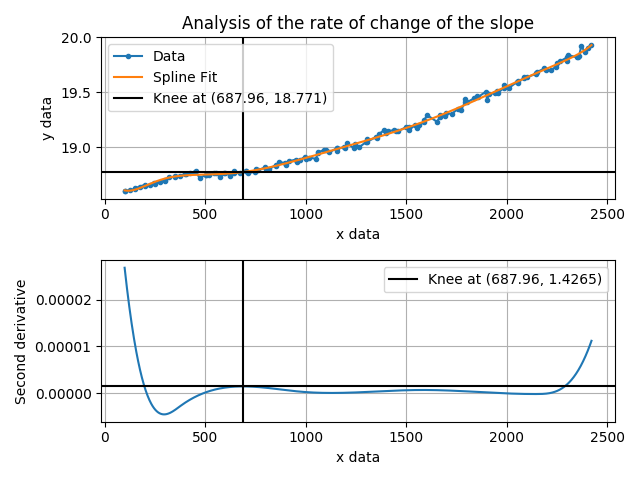 Analysis of the rate of change of the slope
20.0
19.5
19.0
y data
Data
Spline Fit
Knee at (687.96, 18.771)
0 500 1000 1500 2000 2500
x data
0.00002
0.00001
0.00000
Second derivative
Knee at (687.96, 1.4265)
0 500 1000 1500 2000 2500
x data